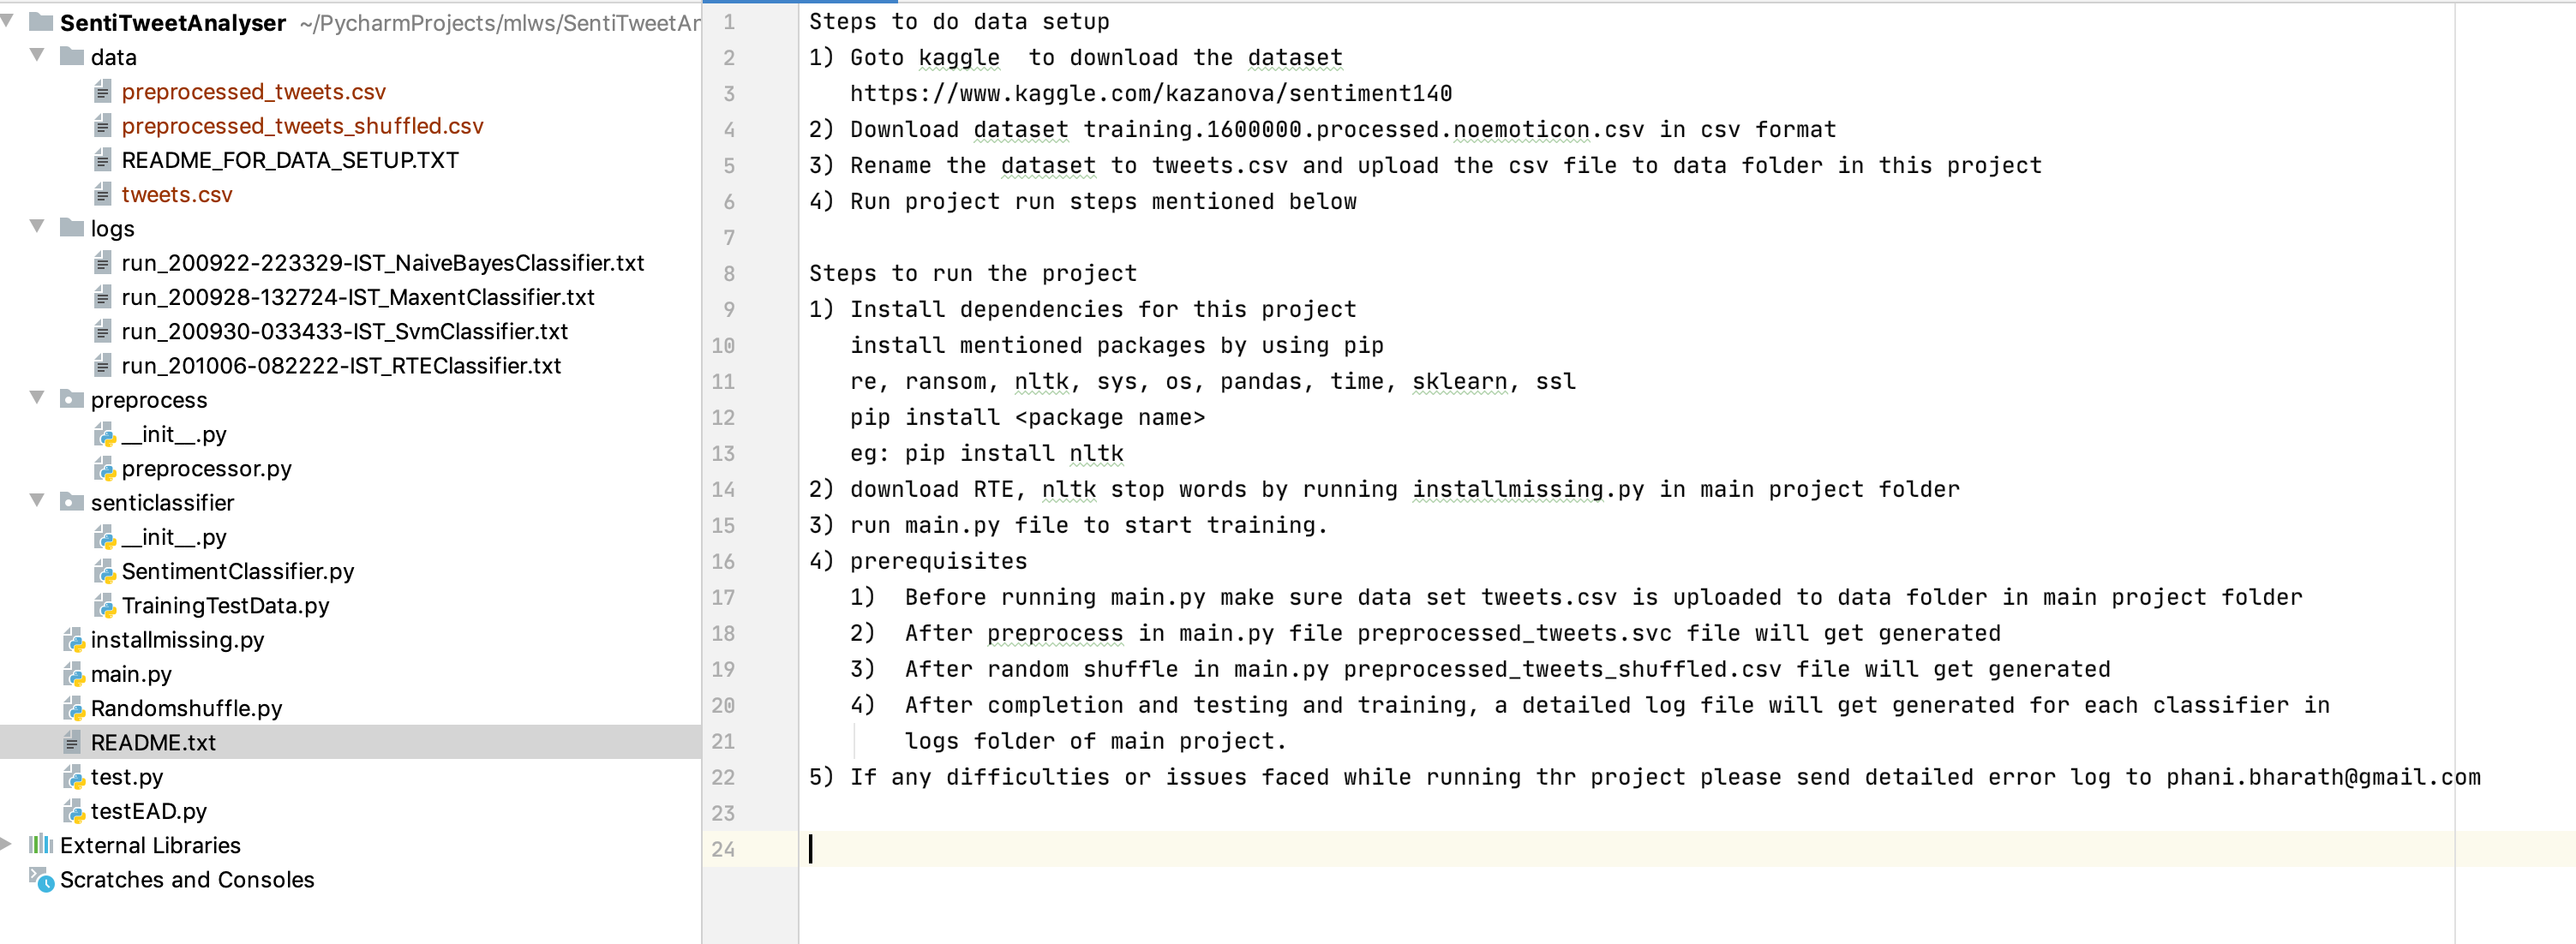 SentiTweetAnalyser ~/PycharmProjects/mlws/SentiTweetAr
data
preprocessed_tweets.csv
preprocessed_tweets_shuffled.csv
README_FOR_DATA_SETUP.TXT
tweets.csv
logs
run_200922-223329-IST_NaiveBayesClassifier.txt
run_200928-132724-IST_MaxentClassifier.txt
run_200930-033433-IST_SvmClassifier.txt
run_201006-082222-IST_RTEClassifier.txt
preprocess
__init__.py
preprocessor.py
senticlassifier
__init__.py
SentimentClassifier.py
TrainingTestData.py
installmissing.py
main.py
Randomshuffle.py
README.txt
test.py
testEAD.py
External Libraries
Scratches and Consoles
1 Steps to do data setup
2 1) Goto kaggle  to download the dataset
3 https://www.kaggle.com/kazanova/sentiment140
4 2) Download dataset training.1600000.processed.noemoticon.csv in csv format
5 3) Rename the dataset to tweets.csv and upload the csv file to data folder in this project
6 4) Run project run steps mentioned below
7
8 Steps to run the project
9 1) Install dependencies for this project
10 install mentioned packages by using pip
11 re, ransom, nltk, sys, os, pandas, time, sklearn, ssl
12 pip install <package name>
13 eg: pip install nltk
14 2) download RTE, nltk stop words by running installmissing.py in main project folder
15 3) run main.py file to start training.
16 4) prerequisites
17 1)  Before running main.py make sure data set tweets.csv is uploaded to data folder in main project folder
18 2)  After preprocess in main.py file preprocessed_tweets.svc file will get generated
19 3)  After random shuffle in main.py preprocessed_tweets_shuffled.csv file will get generated
20 4)  After completion and testing and training, a detailed log file will get generated for each classifier in
21 logs folder of main project.
22 5) If any difficulties or issues faced while running thr project please send detailed error log to phani.bharath@gmail.com
23
24